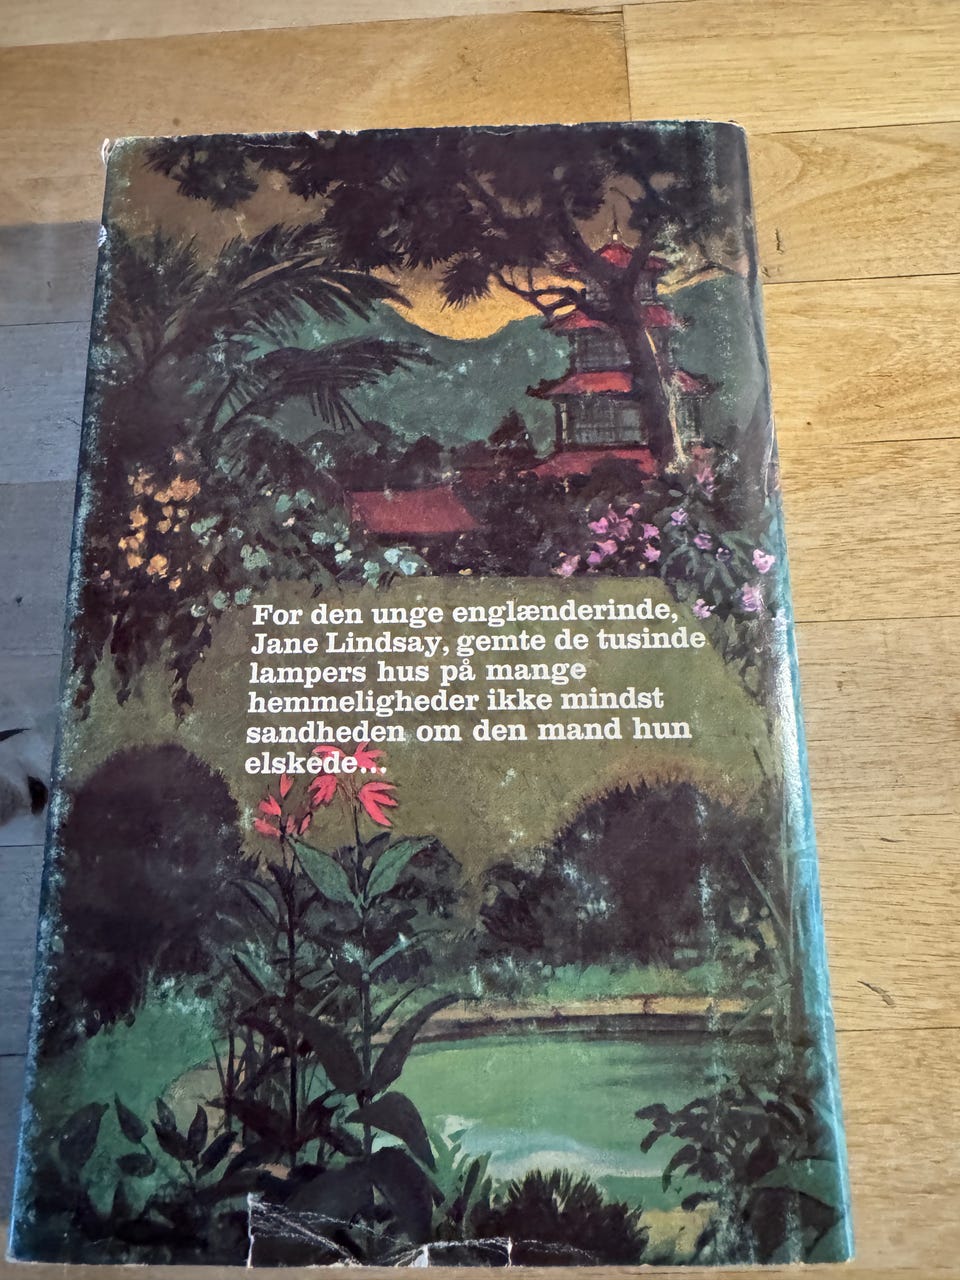 For den unge englænderinde,
Jane Lindsay, gemte de tusinde
lampers hus på mange
hemmeligheder ikke mindst
sandheden om den mand hun
elskede...